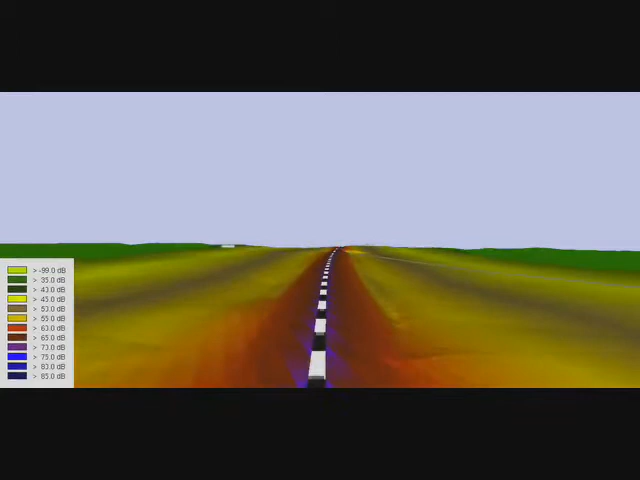 > -99.0 dB
> 35.0 dB
> 43.0 dB
> 45.0 dB
> 53.0 dB
> 55.0 dB
> 63.0 dB
> 65.0 dB
> 73.0 dB
> 75.0 dB
> 83.0 dB
> 85.0 dB